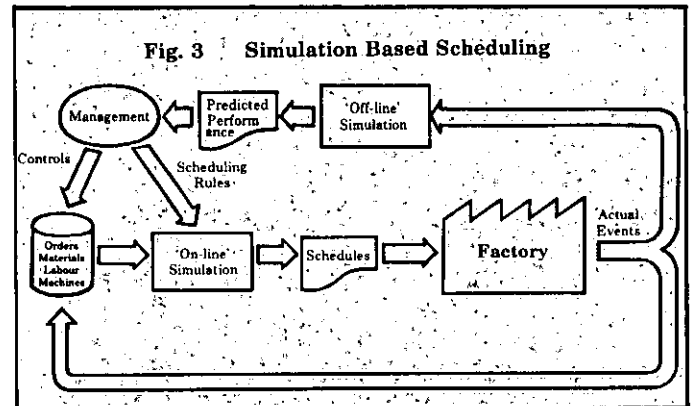 Fig. 3 Simulation Based Scheduling
Management
Predicted
Perform
ance
'Off-line'
Simulation
Controls
Scheduling
Rules
Orders
Materials
Labour
Machines
'On-line'
Simulation
Schedules
Factory
Actual
Events